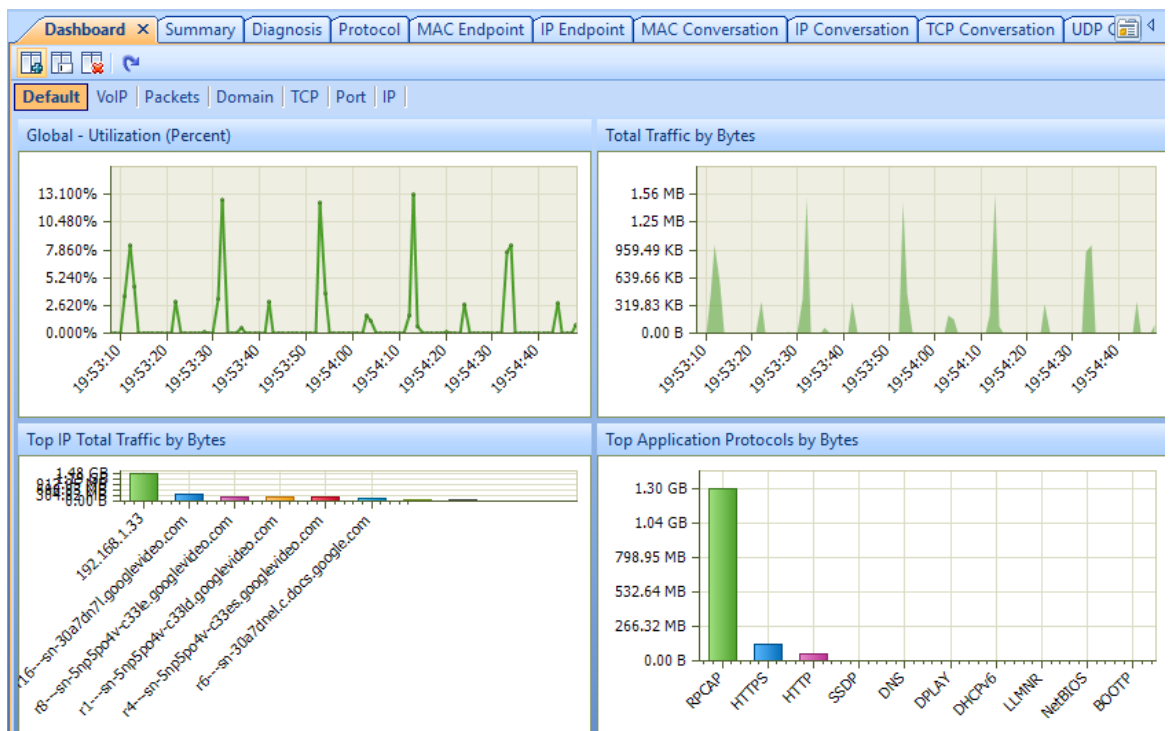 Dashboard X Summary Diagnosis Protocol MAC Endpoint IP Endpoint MAC Conversation IP Conversation TCP Conversation UDP
Default VoIP Packets Domain TCP Port IP
Global - Utilization (Percent)
13.100%
10.480%
7.860%
5.240%
2.620%
0.000%
19:53:10 19:53:20 19:53:30 19:53:40 19:53:50 19:54:00 19:54:10 19:54:20 19:54:30 19:54:40
Total Traffic by Bytes
1.56 MB
1.25 MB
959.49 KB
639.66 KB
319.83 KB
0.00 B
19:53:10 19:53:20 19:53:30 19:53:40 19:53:50 19:54:00 19:54:10 19:54:20 19:54:30 19:54:40
Top IP Total Traffic by Bytes
1.48 GB
0.00 B
192.168.1.33
r16---sn-30a7dn7l.googlevideo.com
r8---sn-5np5po4v-c33le.googlevideo.com
r1---sn-5np5po4v-c33ld.googlevideo.com
r4---sn-5np5po4v-c33es.googlevideo.com
r6---sn-30a7dnel.c.docs.google.com
Top Application Protocols by Bytes
1.30 GB
1.04 GB
798.95 MB
532.64 MB
266.32 MB
0.00 B
RPCAP HTTPS HTTP SSDP DNS DPLAY DHCPv6 LLMNR NetBIOS BOOTP